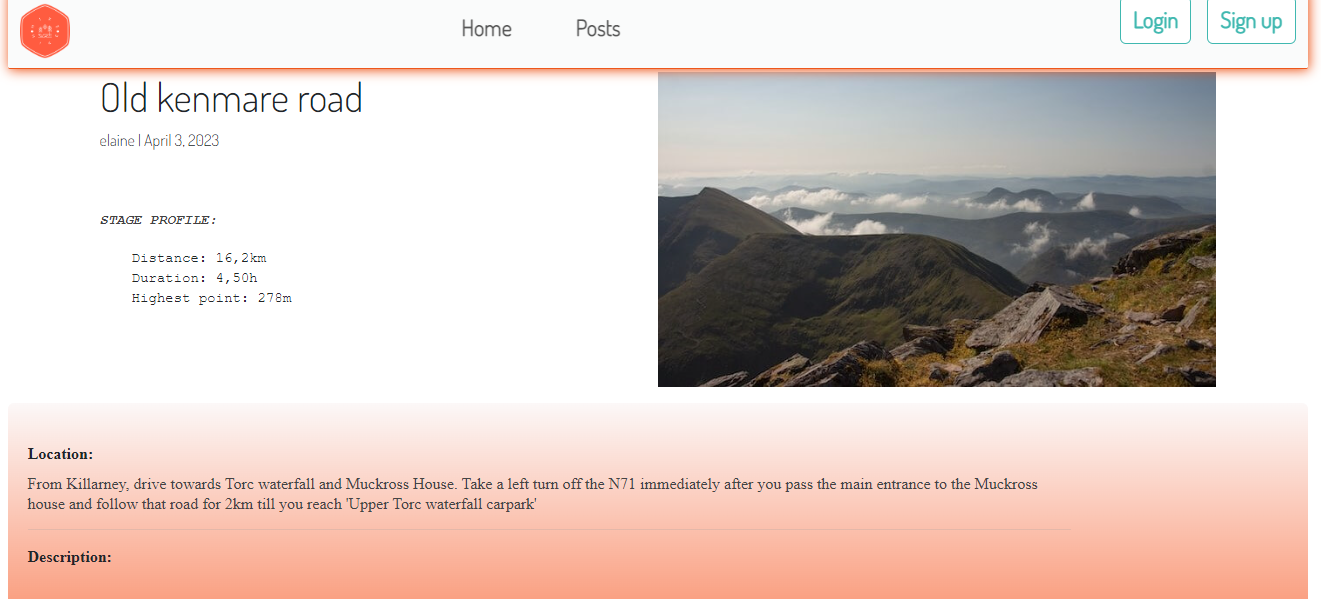 Home Posts Login Sign up
Old kenmare road
elaine | April 3, 2023
STAGE PROFILE:
Distance: 16,2km
Duration: 4,50h
Highest point: 278m
Location:
From Killarney, drive towards Torc waterfall and Muckross House. Take a left turn off the N71 immediately after you pass the main entrance to the Muckross
house and follow that road for 2km till you reach 'Upper Torc waterfall carpark'
Description: